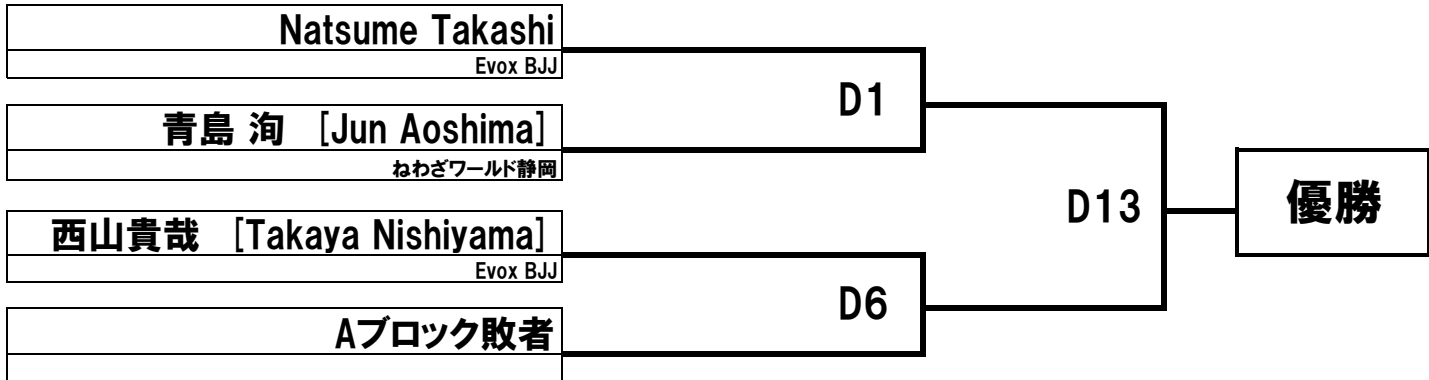 Natsume Takashi
Evox BJJ
D1
青島 洵　[Jun Aoshima]
ねわざワールド静岡
D13
優勝
西山貴哉　[Takaya Nishiyama]
Evox BJJ
D6
Aブロック敗者